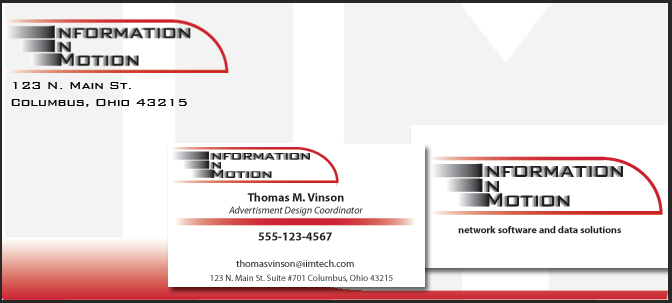 INFORMATION
IN
MOTION
123 N. MAIN ST.
COLUMBUS, OHIO 43215
INFORMATION
IN
MOTION
Thomas M. Vinson
Advertisment Design Coordinator
555-123-4567
thomasvinson@iimtech.com
123 N. Main St. Suite #701 Columbus, Ohio 43215
INFORMATION
IN
MOTION
network software and data solutions